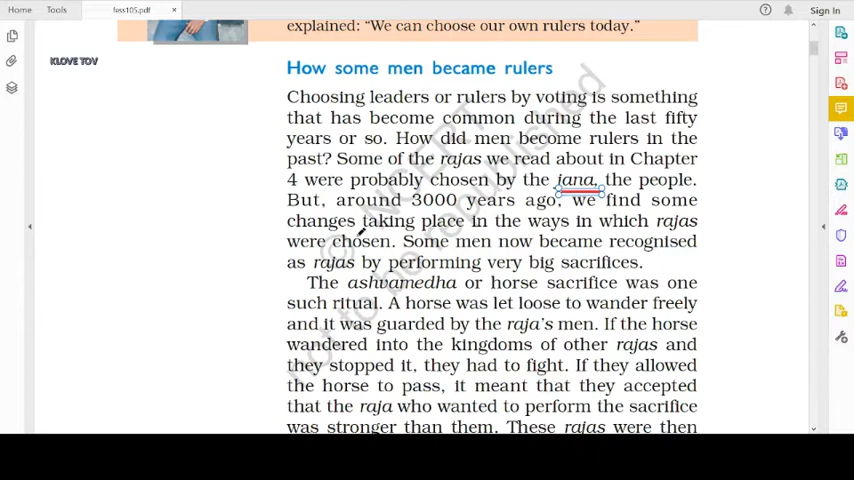 Home
Tools
fess105.pdf
×
Sign In
explained: “We can choose our own rulers today.”
KLOVE TOV
How some men became rulers
Choosing leaders or rulers by voting is something
that has become common during the last fifty
years or so. How did men become rulers in the
past? Some of the rajas we read about in Chapter
4 were probably chosen by the jana, the people.
But, around 3000 years ago, we find some
changes taking place in the ways in which rajas
were chosen. Some men now became recognised
as rajas by performing very big sacrifices.
The ashvamedha or horse sacrifice was one
such ritual. A horse was let loose to wander freely
and it was guarded by the raja’s men. If the horse
wandered into the kingdoms of other rajas and
they stopped it, they had to fight. If they allowed
the horse to pass, it meant that they accepted
that the raja who wanted to perform the sacrifice
was stronger than them. These rajas were then
© NCERT
not to be republished